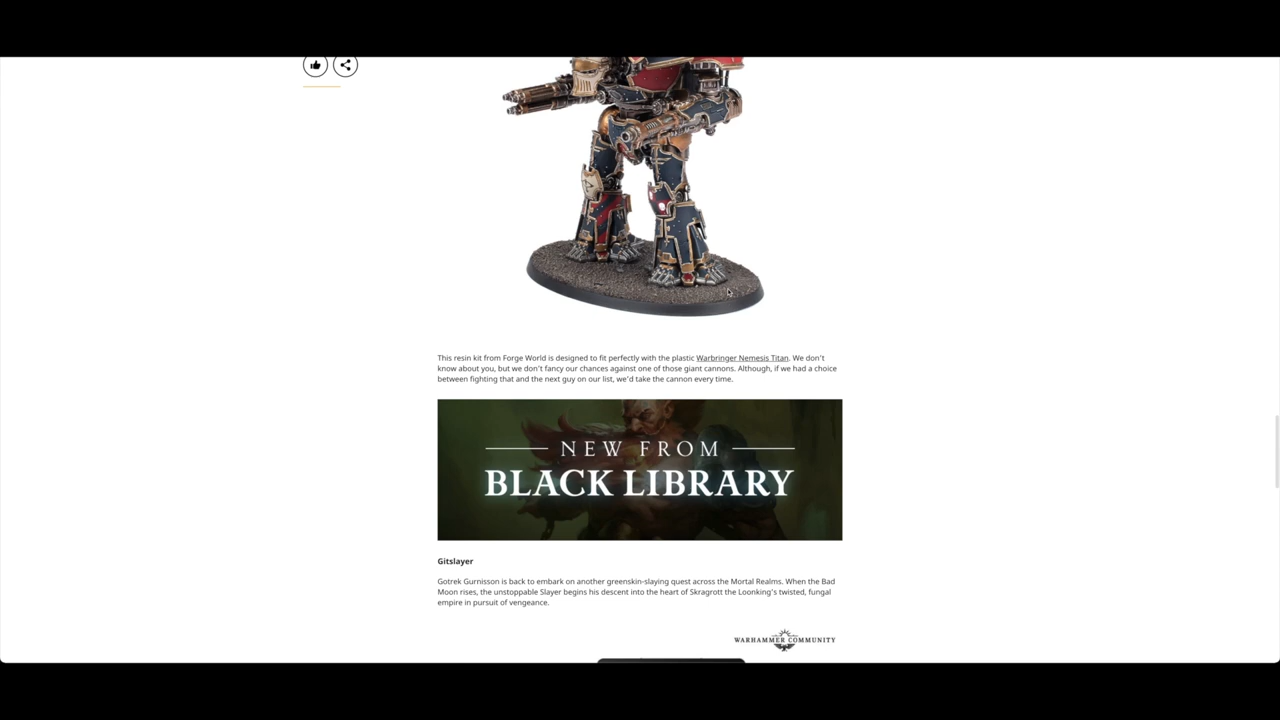 This resin kit from Forge World is designed to fit perfectly with the plastic Warbringer Nemesis Titan. We don't
know about you, but we don't fancy our chances against one of those giant cannons. Although, if we had a choice
between fighting that and the next guy on our list, we'd take the cannon every time.
NEW FROM
BLACK LIBRARY
Gitslayer
Gotrek Gurnisson is back to embark on another greenskin-slaying quest across the Mortal Realms. When the Bad
Moon rises, the unstoppable Slayer begins his descent into the heart of Skragrott the Loonking's twisted, fungal
empire in pursuit of vengeance.
WARHAMMER COMMUNITY